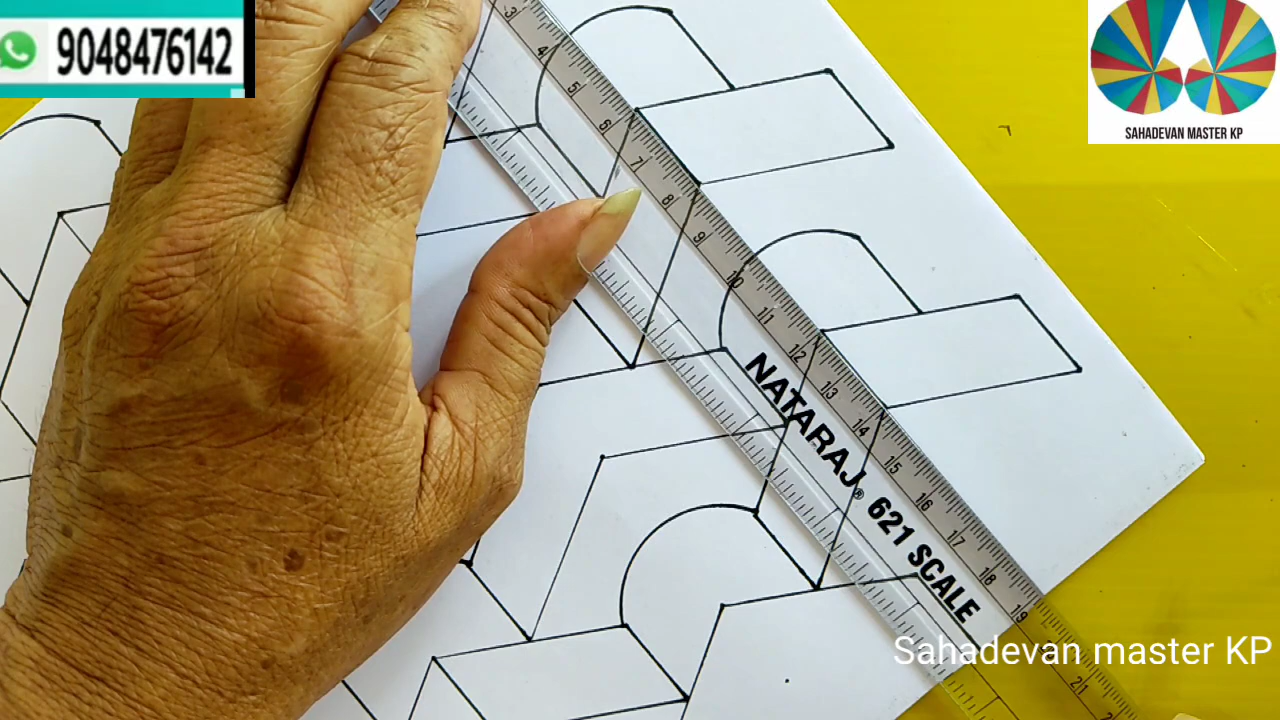 9048476142
SAHADEVAN MASTER KP
3 4 5 6 7 8 9 10 11 12 13 14 15 16 17 18 19
21
NATARAJ® 621 SCALE
Sahadevan master KP